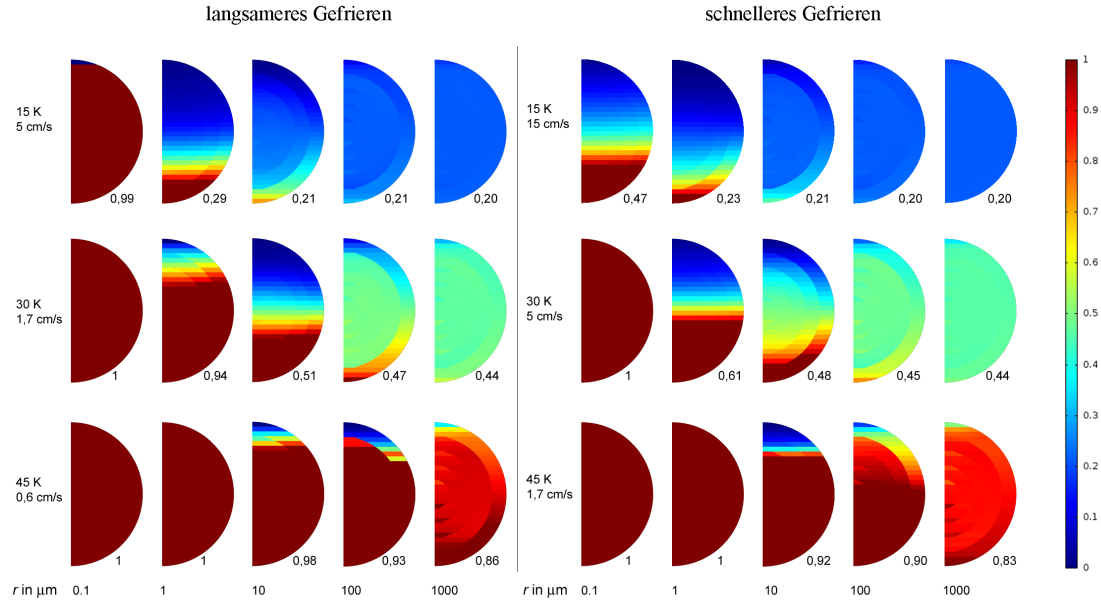 langsameres Gefrieren schnelleres Gefrieren
15 K
5 cm/s
0,99 0,29 0,21 0,21 0,20
15 K
15 cm/s
0,47 0,23 0,21 0,20 0,20
30 K
1,7 cm/s
1 0,94 0,51 0,47 0,44
30 K
5 cm/s
1 0,61 0,48 0,45 0,44
45 K
0,6 cm/s
1 1 0,98 0,93 0,86
45 K
1,7 cm/s
1 1 0,92 0,90 0,83
r in μm 0.1 1 10 100 1000
r in μm 0.1 1 10 100 1000
1
0.9
0.8
0.7
0.6
0.5
0.4
0.3
0.2
0.1
0